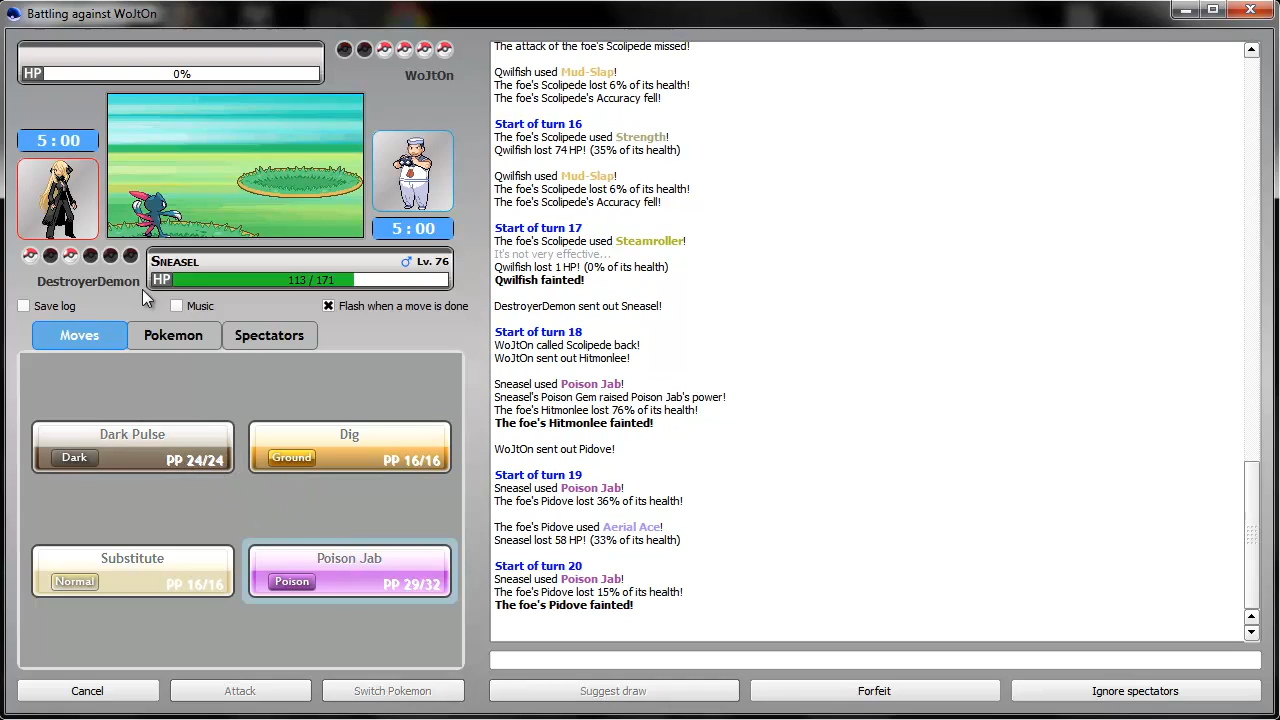 Battling against WoJtOn
HP 0%
WoJtOn
5:00
5:00
DestroyerDemon
SNEASEL ♂ Lv. 76
HP 113 / 171
Save log
Music
Flash when a move is done
Moves
Pokemon
Spectators
Dark Pulse
Dark PP 24/24
Dig
Ground PP 16/16
Substitute
Normal PP 16/16
Poison Jab
Poison PP 29/32
Cancel
Attack
Switch Pokemon
The attack of the foe's Scolipede missed!
Qwilfish used Mud-Slap!
The foe's Scolipede lost 6% of its health!
The foe's Scolipede's Accuracy fell!
Start of turn 16
The foe's Scolipede used Strength!
Qwilfish lost 74 HP! (35% of its health)
Qwilfish used Mud-Slap!
The foe's Scolipede lost 6% of its health!
The foe's Scolipede's Accuracy fell!
Start of turn 17
The foe's Scolipede used Steamroller!
It's not very effective...
Qwilfish lost 1 HP! (0% of its health)
Qwilfish fainted!
DestroyerDemon sent out Sneasel!
Start of turn 18
WoJtOn called Scolipede back!
WoJtOn sent out Hitmonlee!
Sneasel used Poison Jab!
Sneasel's Poison Gem raised Poison Jab's power!
The foe's Hitmonlee lost 76% of its health!
The foe's Hitmonlee fainted!
WoJtOn sent out Pidove!
Start of turn 19
Sneasel used Poison Jab!
The foe's Pidove lost 36% of its health!
The foe's Pidove used Aerial Ace!
Sneasel lost 58 HP! (33% of its health)
Start of turn 20
Sneasel used Poison Jab!
The foe's Pidove lost 15% of its health!
The foe's Pidove fainted!
Suggest draw
Forfeit
Ignore spectators